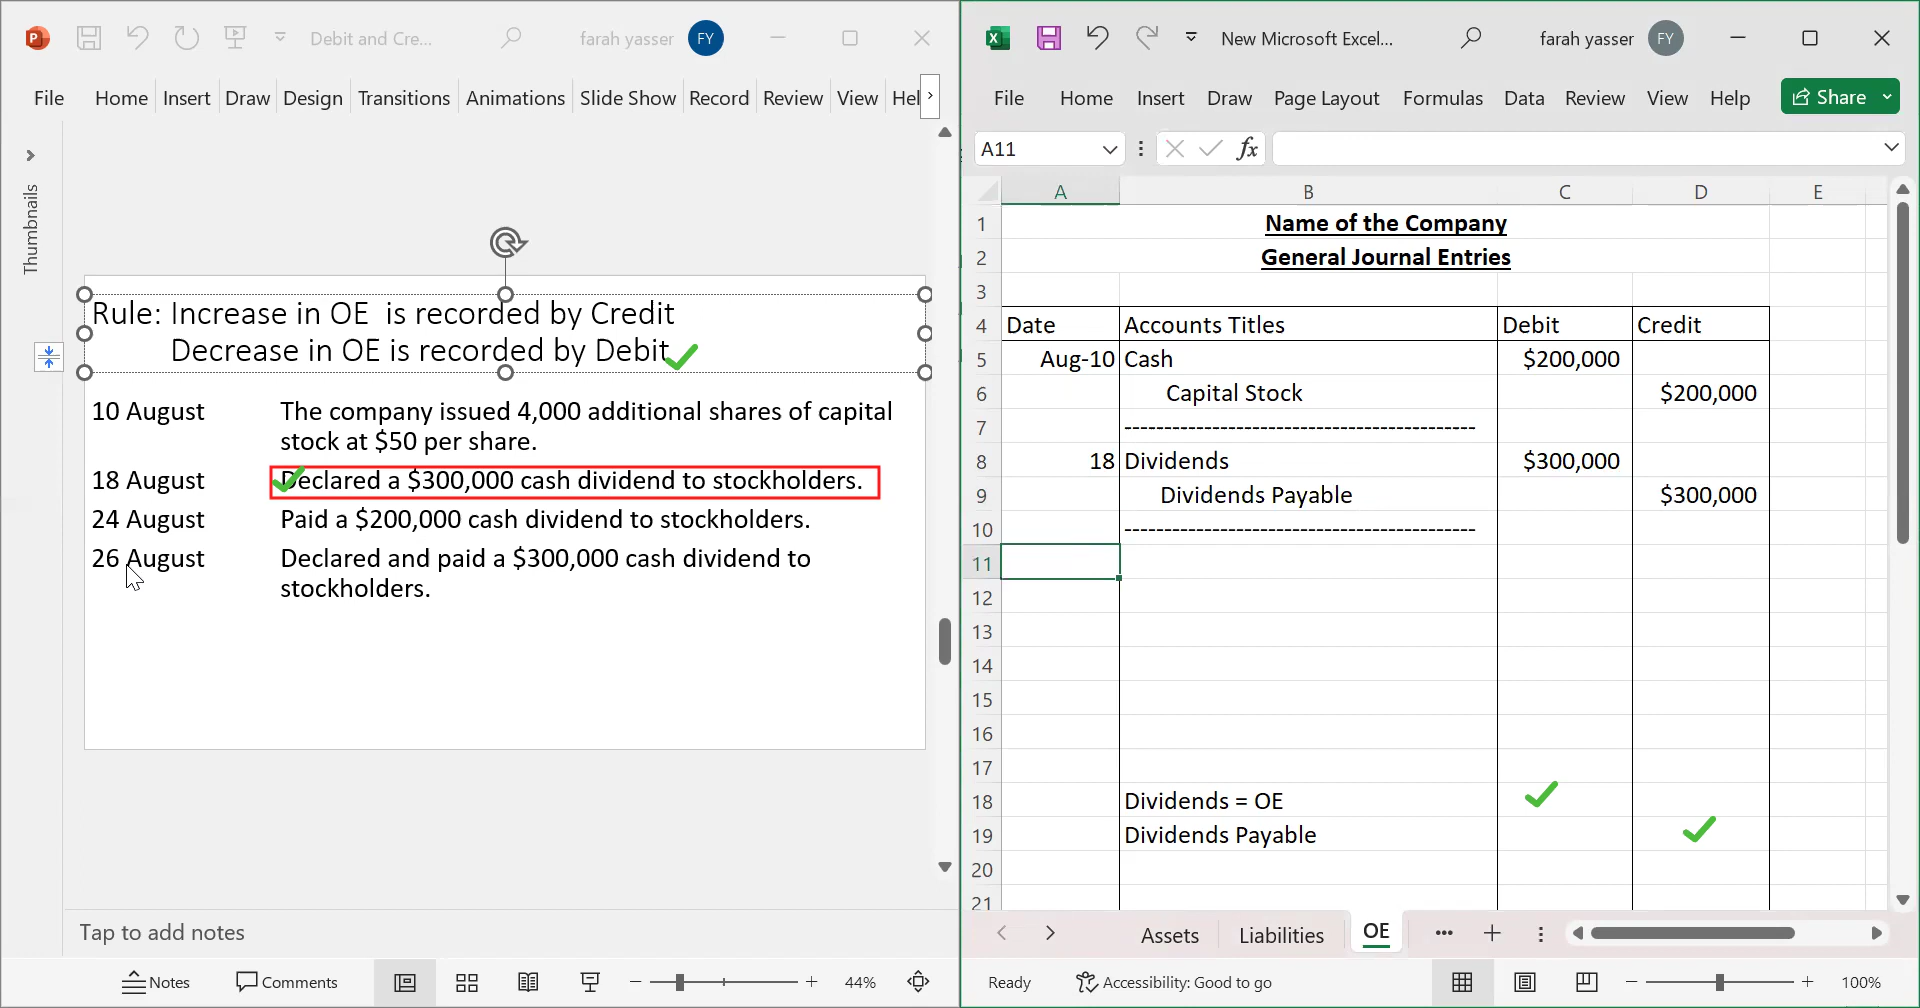 Debit and Cre...
farah yasser
FY
File Home Insert Draw Design Transitions Animations Slide Show Record Review View Hel
Thumbnails
Rule: Increase in OE is recorded by Credit
Decrease in OE is recorded by Debit
10 August The company issued 4,000 additional shares of capital
stock at $50 per share.
18 August Declared a $300,000 cash dividend to stockholders.
24 August Paid a $200,000 cash dividend to stockholders.
26 August Declared and paid a $300,000 cash dividend to
stockholders.
Tap to add notes
Notes Comments 44%
New Microsoft Excel...
farah yasser
FY
File Home Insert Draw Page Layout Formulas Data Review View Help Share
A11 fx
A B C D E
1 Name of the Company
2 General Journal Entries
3
4 Date Accounts Titles Debit Credit
5 Aug-10 Cash $200,000
6 Capital Stock $200,000
7 --------------------------------------------
8 18 Dividends $300,000
9 Dividends Payable $300,000
10 --------------------------------------------
11
12
13
14
15
16
17
18 Dividends = OE
19 Dividends Payable
20
21
Assets Liabilities OE
Ready Accessibility: Good to go 100%